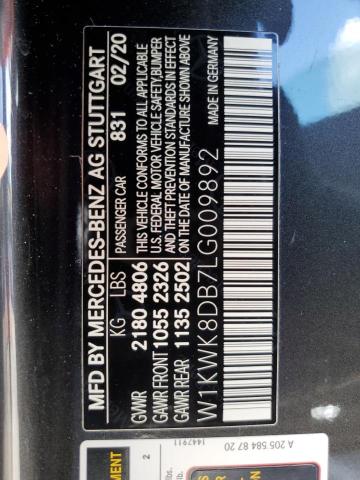 MFD BY MERCEDES-BENZ AG STUTTGART
PASSENGER CAR 831 02/20
KG LBS
GVWR 2180 4806
GAWR FRONT 1055 2326
GAWR REAR 1135 2502
THIS VEHICLE CONFORMS TO ALL APPLICABLE
U.S. FEDERAL MOTOR VEHICLE SAFETY,BUMPER
AND THEFT PREVENTION STANDARDS IN EFFECT
ON THE DATE OF MANUFACTURE SHOWN ABOVE
MADE IN GERMANY
W1KWK8DB7LG009892
A 205 584 87 20
1447911
2